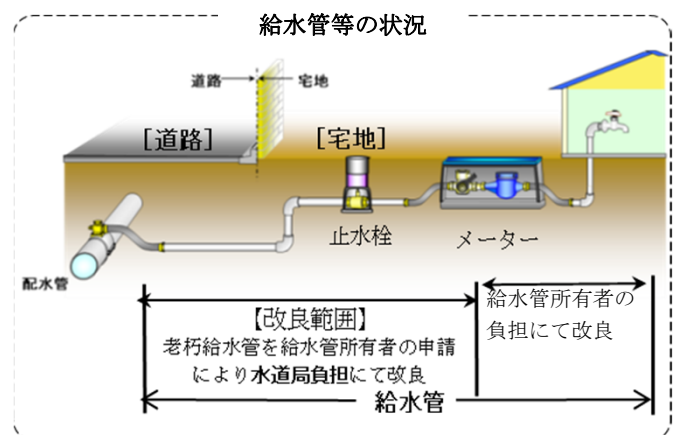 給水管等の状況
道路
宅地
[道路]
[宅地]
止水栓
メーター
配水管
【改良範囲】
老朽給水管を給水管所有者の申請
により水道局負担にて改良
給水管所有者の
負担にて改良
給水管